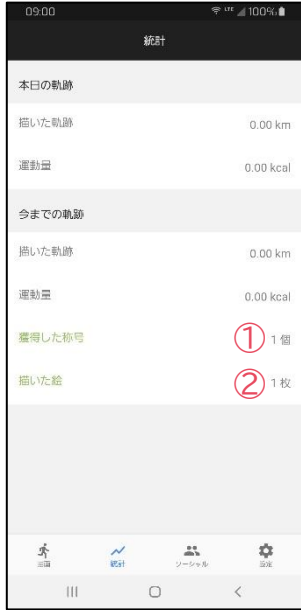 09:00 LTE 100%
統計
本日の軌跡
描いた軌跡 0.00 km
運動量 0.00 kcal
今までの軌跡
描いた軌跡 0.00 km
運動量 0.00 kcal
獲得した称号 ① 1 個
描いた絵 ② 1 枚
統計 ソーシャル 設定